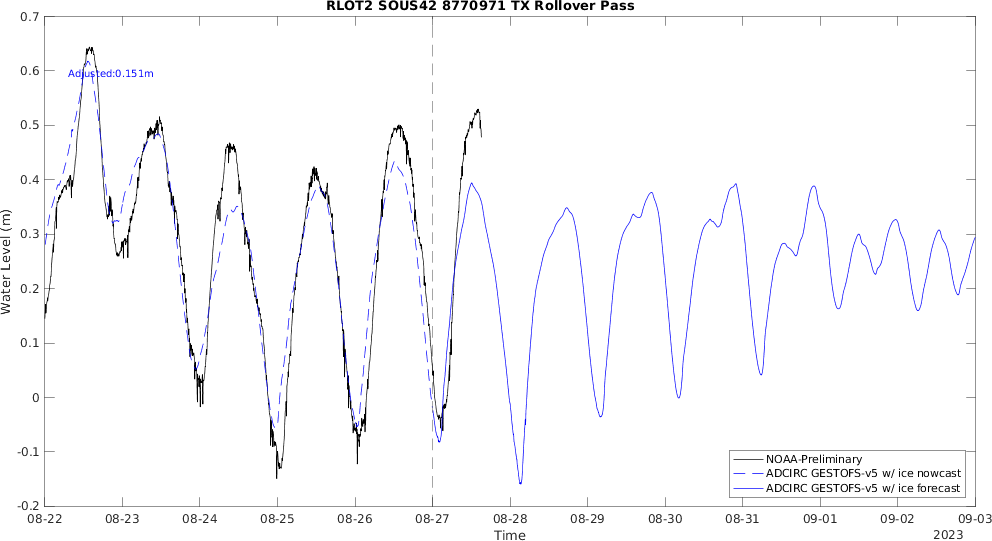 RLOT2 SOUS42 8770971 TX Rollover Pass
0.7
0.6
0.5
0.4
0.3
0.2
0.1
0
-0.1
-0.2
Water Level (m)
Adjusted:0.151m
NOAA-Preliminary
ADCIRC GESTOFS-v5 w/ ice nowcast
ADCIRC GESTOFS-v5 w/ ice forecast
08-22 08-23 08-24 08-25 08-26 08-27 08-28 08-29 08-30 08-31 09-01 09-02 09-03
Time
2023